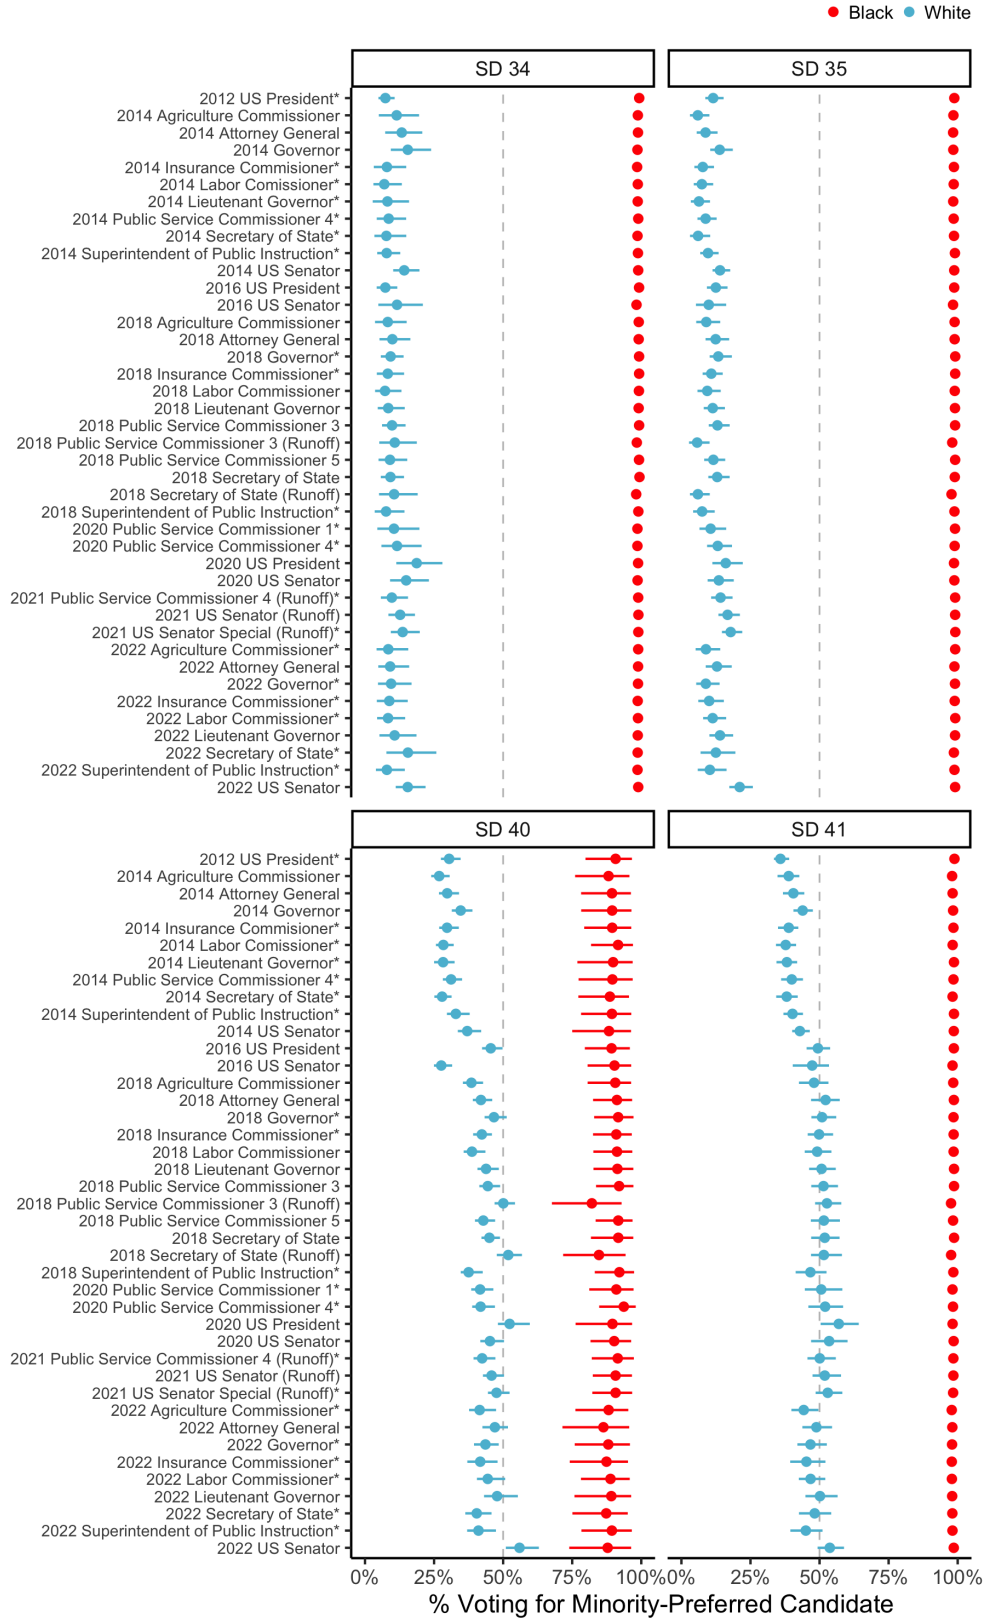 Black White
SD 34 SD 35
2012 US President*
2014 Agriculture Commissioner
2014 Attorney General
2014 Governor
2014 Insurance Commisioner*
2014 Labor Comissioner*
2014 Lieutenant Governor*
2014 Public Service Commissioner 4*
2014 Secretary of State*
2014 Superintendent of Public Instruction*
2014 US Senator
2016 US President
2016 US Senator
2018 Agriculture Commissioner
2018 Attorney General
2018 Governor*
2018 Insurance Commissioner*
2018 Labor Commissioner
2018 Lieutenant Governor
2018 Public Service Commissioner 3
2018 Public Service Commissioner 3 (Runoff)
2018 Public Service Commissioner 5
2018 Secretary of State
2018 Secretary of State (Runoff)
2018 Superintendent of Public Instruction*
2020 Public Service Commissioner 1*
2020 Public Service Commissioner 4*
2020 US President
2020 US Senator
2021 Public Service Commissioner 4 (Runoff)*
2021 US Senator (Runoff)
2021 US Senator Special (Runoff)*
2022 Agriculture Commissioner*
2022 Attorney General
2022 Governor*
2022 Insurance Commissioner*
2022 Labor Commissioner*
2022 Lieutenant Governor
2022 Secretary of State*
2022 Superintendent of Public Instruction*
2022 US Senator
SD 40 SD 41
2012 US President*
2014 Agriculture Commissioner
2014 Attorney General
2014 Governor
2014 Insurance Commisioner*
2014 Labor Comissioner*
2014 Lieutenant Governor*
2014 Public Service Commissioner 4*
2014 Secretary of State*
2014 Superintendent of Public Instruction*
2014 US Senator
2016 US President
2016 US Senator
2018 Agriculture Commissioner
2018 Attorney General
2018 Governor*
2018 Insurance Commissioner*
2018 Labor Commissioner
2018 Lieutenant Governor
2018 Public Service Commissioner 3
2018 Public Service Commissioner 3 (Runoff)
2018 Public Service Commissioner 5
2018 Secretary of State
2018 Secretary of State (Runoff)
2018 Superintendent of Public Instruction*
2020 Public Service Commissioner 1*
2020 Public Service Commissioner 4*
2020 US President
2020 US Senator
2021 Public Service Commissioner 4 (Runoff)*
2021 US Senator (Runoff)
2021 US Senator Special (Runoff)*
2022 Agriculture Commissioner*
2022 Attorney General
2022 Governor*
2022 Insurance Commissioner*
2022 Labor Commissioner*
2022 Lieutenant Governor
2022 Secretary of State*
2022 Superintendent of Public Instruction*
2022 US Senator
0% 25% 50% 75% 100% 0% 25% 50% 75% 100%
% Voting for Minority-Preferred Candidate